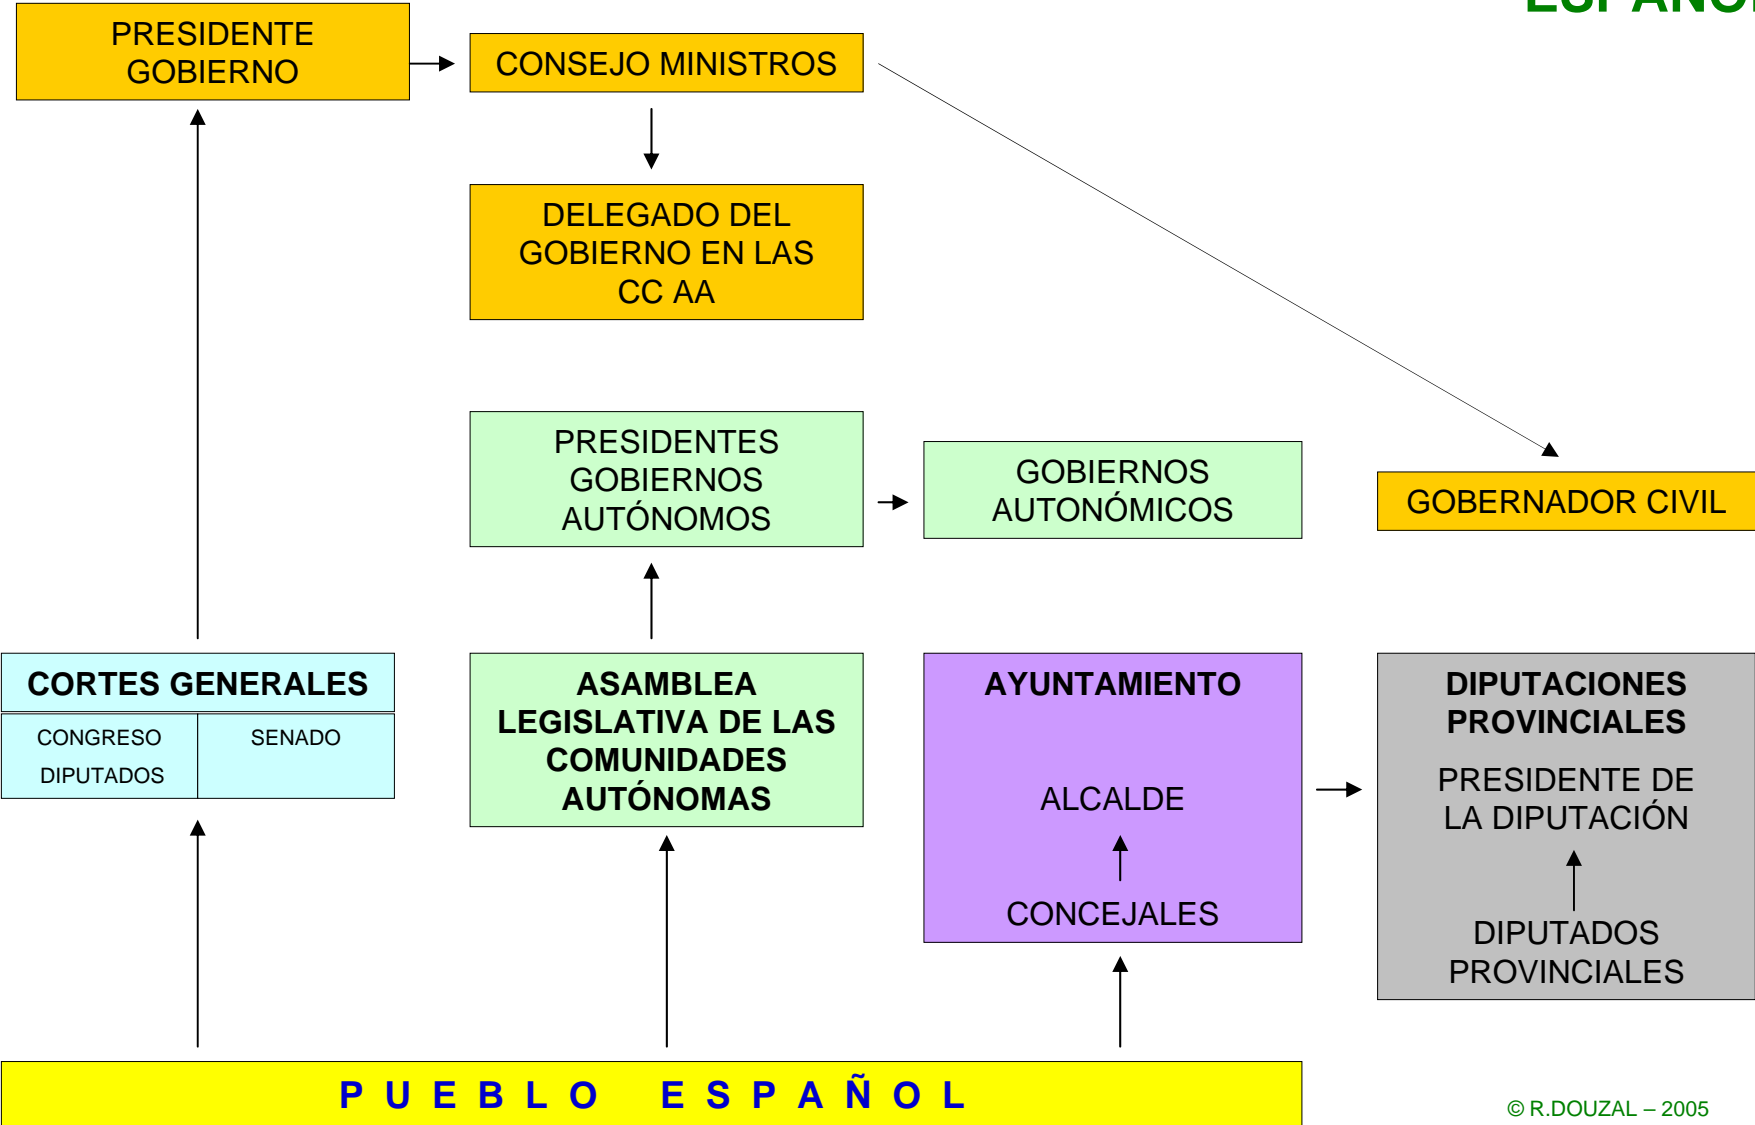 PRESIDENTE
GOBIERNO
CONSEJO MINISTROS
DELEGADO DEL
GOBIERNO EN LAS
CC AA
PRESIDENTES
GOBIERNOS
AUTÓNOMOS
GOBIERNOS
AUTONÓMICOS
GOBERNADOR CIVIL
CORTES GENERALES
CONGRESO
DIPUTADOS
SENADO
ASAMBLEA
LEGISLATIVA DE LAS
COMUNIDADES
AUTÓNOMAS
AYUNTAMIENTO
ALCALDE
CONCEJALES
DIPUTACIONES
PROVINCIALES
PRESIDENTE DE
LA DIPUTACIÓN
DIPUTADOS
PROVINCIALES
PUEBLO ESPAÑOL
© R.DOUZAL – 2005